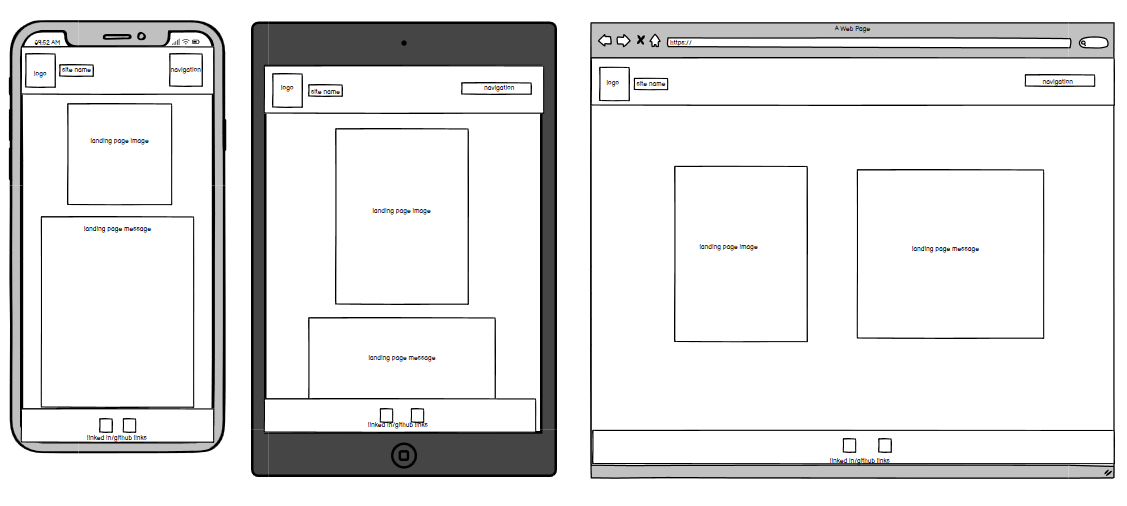 09:52 AM
logo
site name
navigation
landing page image
landing page message
linked in/github links
logo
site name
navigation
landing page image
landing page message
linked in/github links
A Web Page
https://
logo
site name
navigation
landing page image
landing page message
linked in/github links